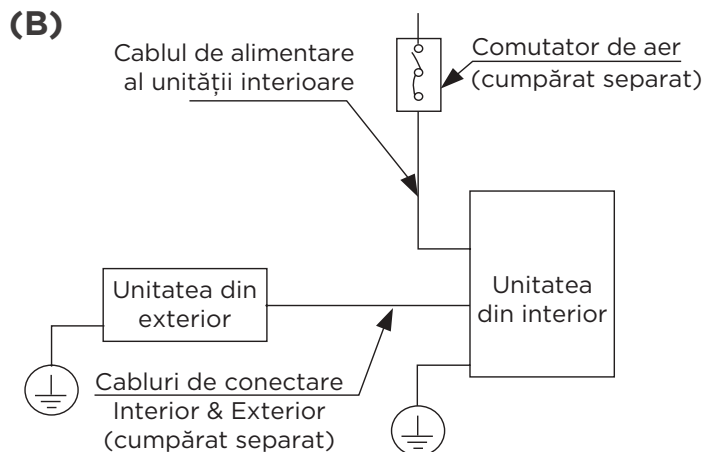 (B)
Cablul de alimentare
al unității interioare
Comutator de aer
(cumpărat separat)
Unitatea din
exterior
Unitatea
din interior
Cabluri de conectare
Interior & Exterior
(cumpărat separat)